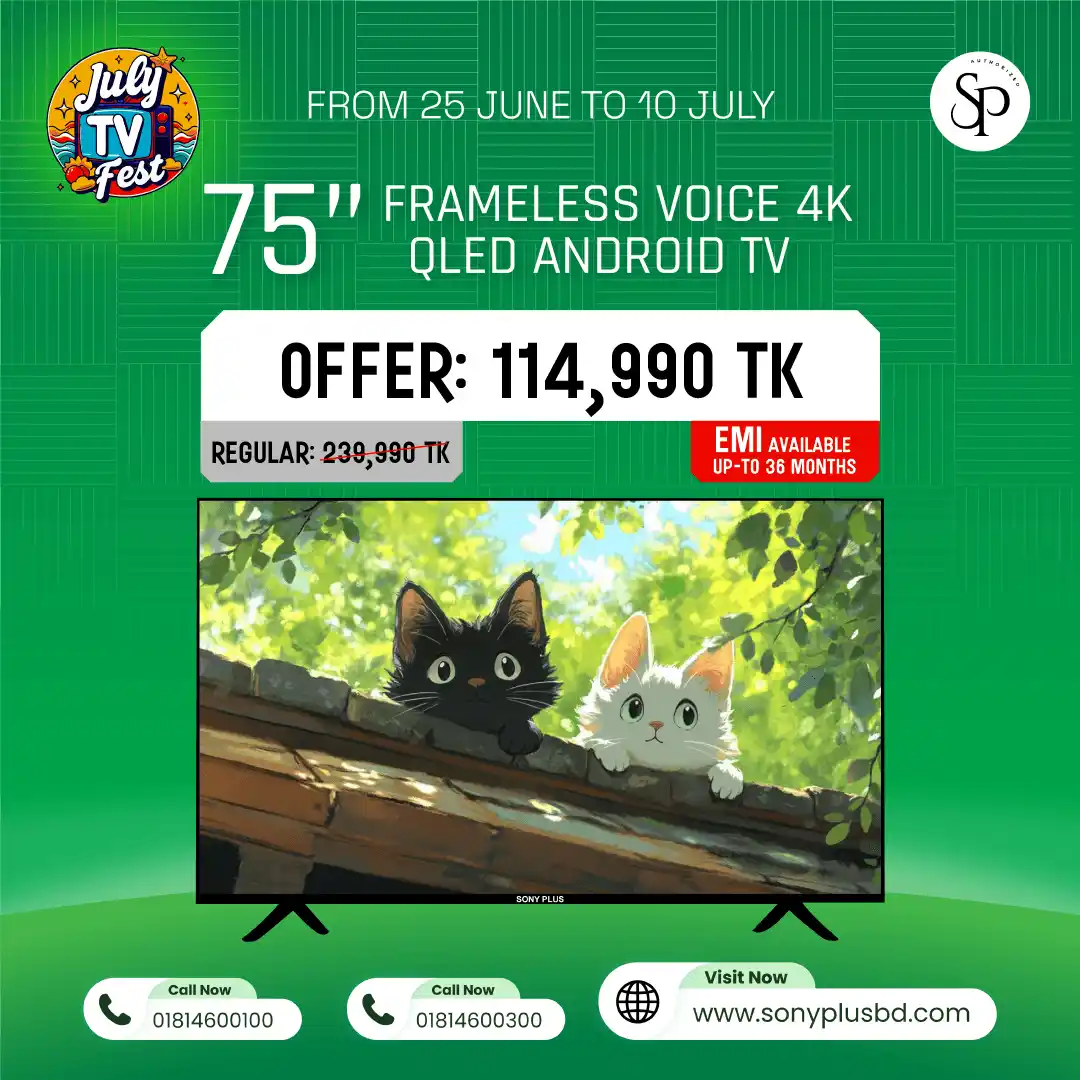 July
TV
Fest
FROM 25 JUNE TO 10 JULY
AUTHORIZED
SP
75" FRAMELESS VOICE 4K
QLED ANDROID TV
OFFER: 114,990 TK
REGULAR: 239,990 TK
EMI AVAILABLE
UP-TO 36 MONTHS
SONY PLUS
Call Now
01814600100
Call Now
01814600300
Visit Now
www.sonyplusbd.com